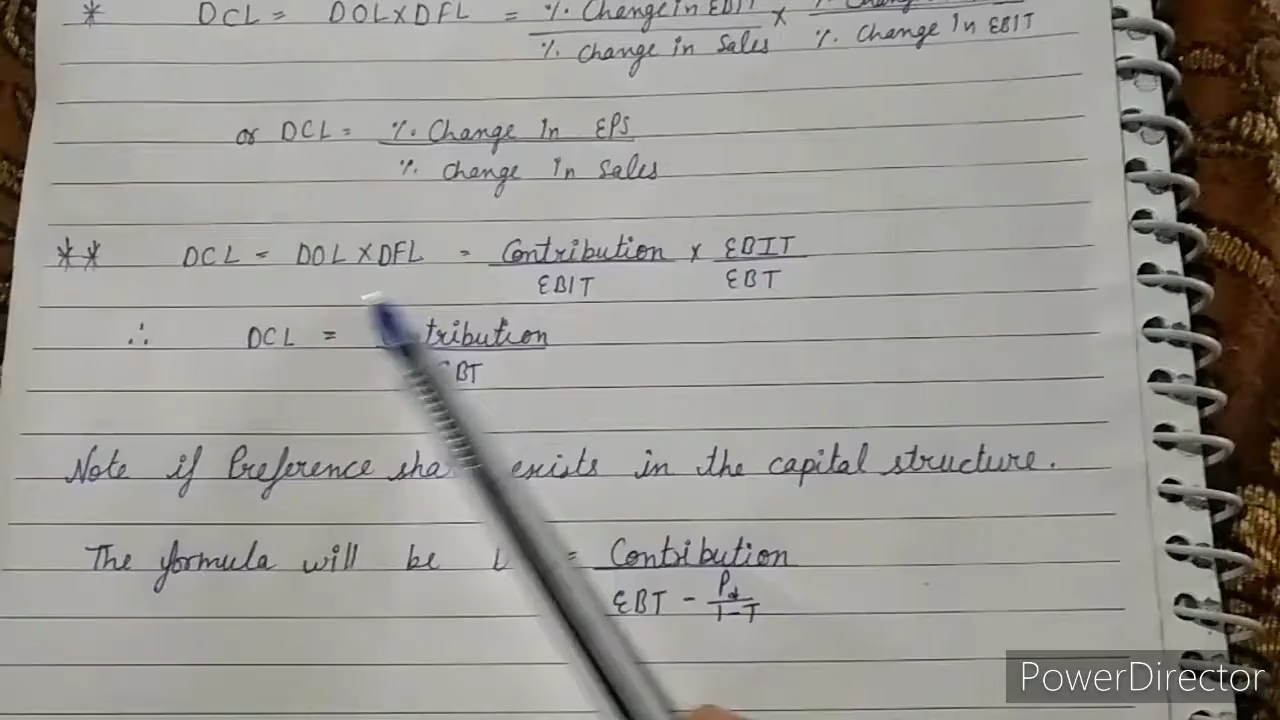 * DCL = DOL X DFL = % Change in EBIT × 
% Change in Sales % Change In EBIT
or DCL = % Change In EPS
% Change In Sales
** DCL = DOL X DFL = Contribution × EBIT
EBIT EBT
∴ DCL = tribution
BT
Note if Preference sha exists in the capital structure.
The formula will be = Contribution
EBT - Pd
1-T
PowerDirector